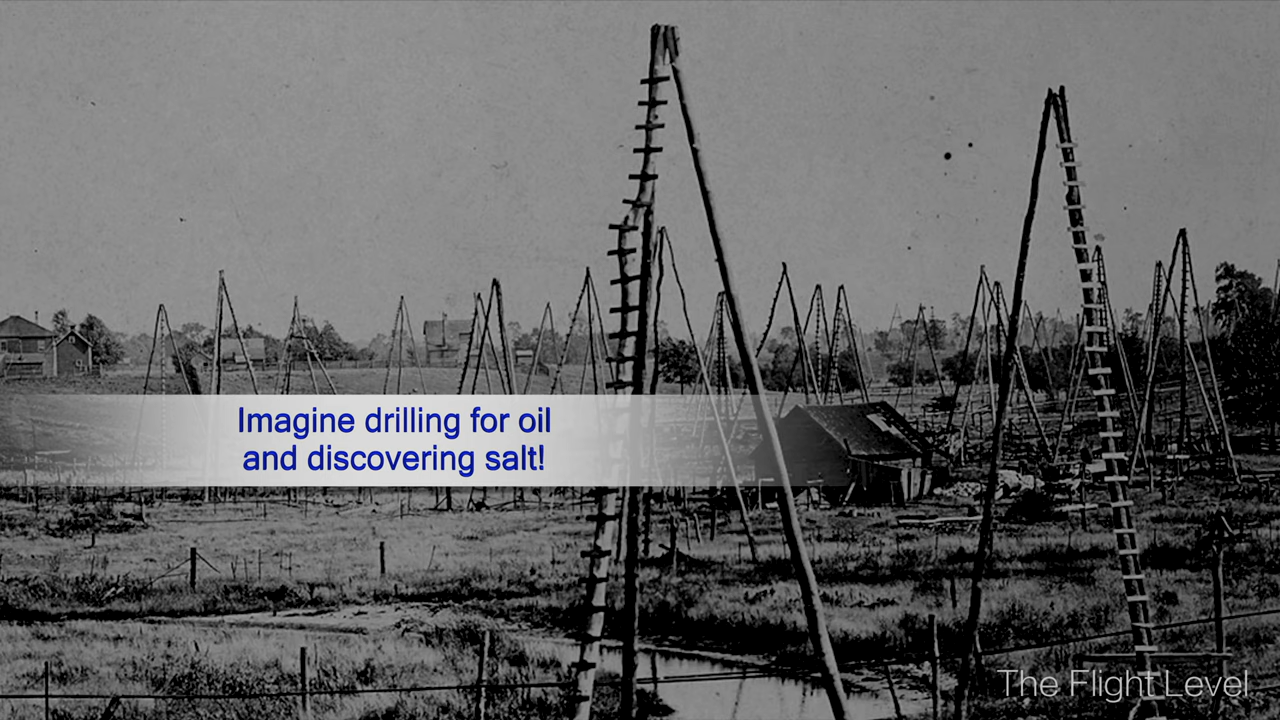 Imagine drilling for oil
and discovering salt!
The Flight Level